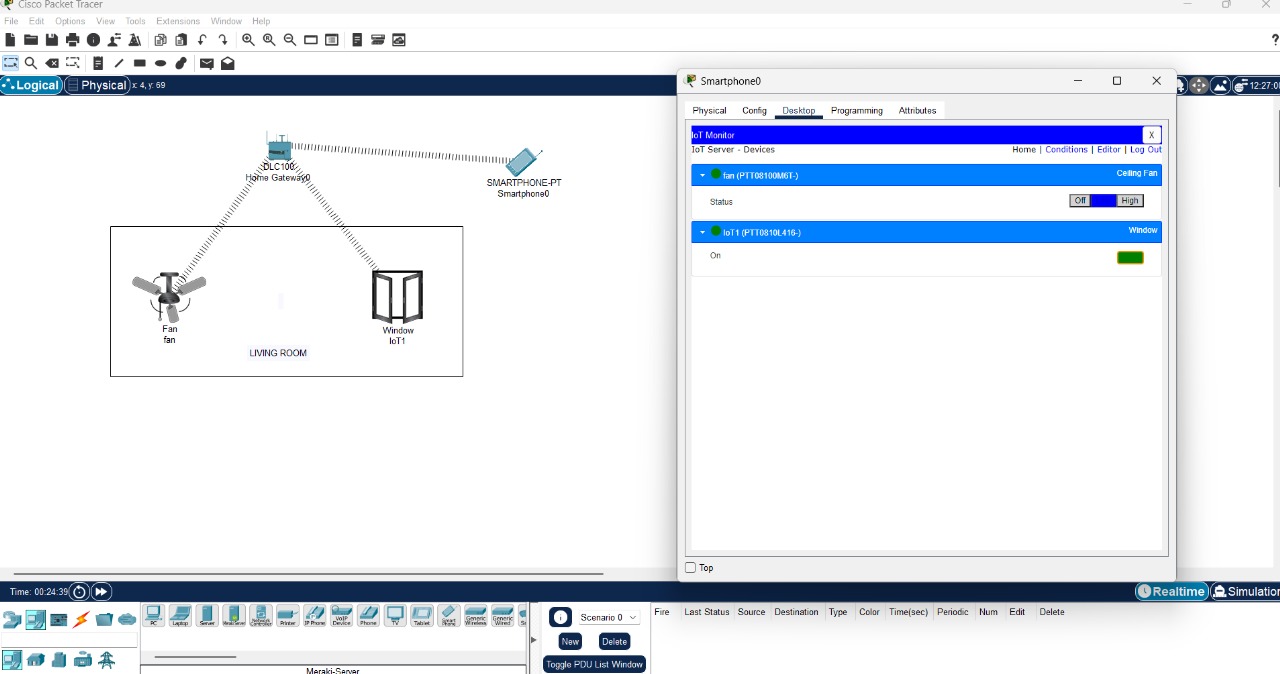 Cisco Packet Tracer
File Edit Options View Tools Extensions Window Help
?
Logical Physical x: 4, y: 69
12:27:0
DLC100
Home Gateway0
SMARTPHONE-PT
Smartphone0
Fan
fan
Window
IoT1
LIVING ROOM
Smartphone0
Physical Config Desktop Programming Attributes
IoT Monitor X
IoT Server - Devices Home | Conditions | Editor | Log Out
fan (PTT08100M6T-) Ceiling Fan
Status Off High
IoT1 (PTT0810L416-) Window
On
Top
Time: 00:24:39
Realtime Simulation
PC Laptop Server Printer IP Phone VoIP Device Phone TV Tablet Smart Phone Generic Wireless Generic Wired
Meraki-Server
Scenario 0
New Delete
Toggle PDU List Window
Fire Last Status Source Destination Type Color Time(sec) Periodic Num Edit Delete